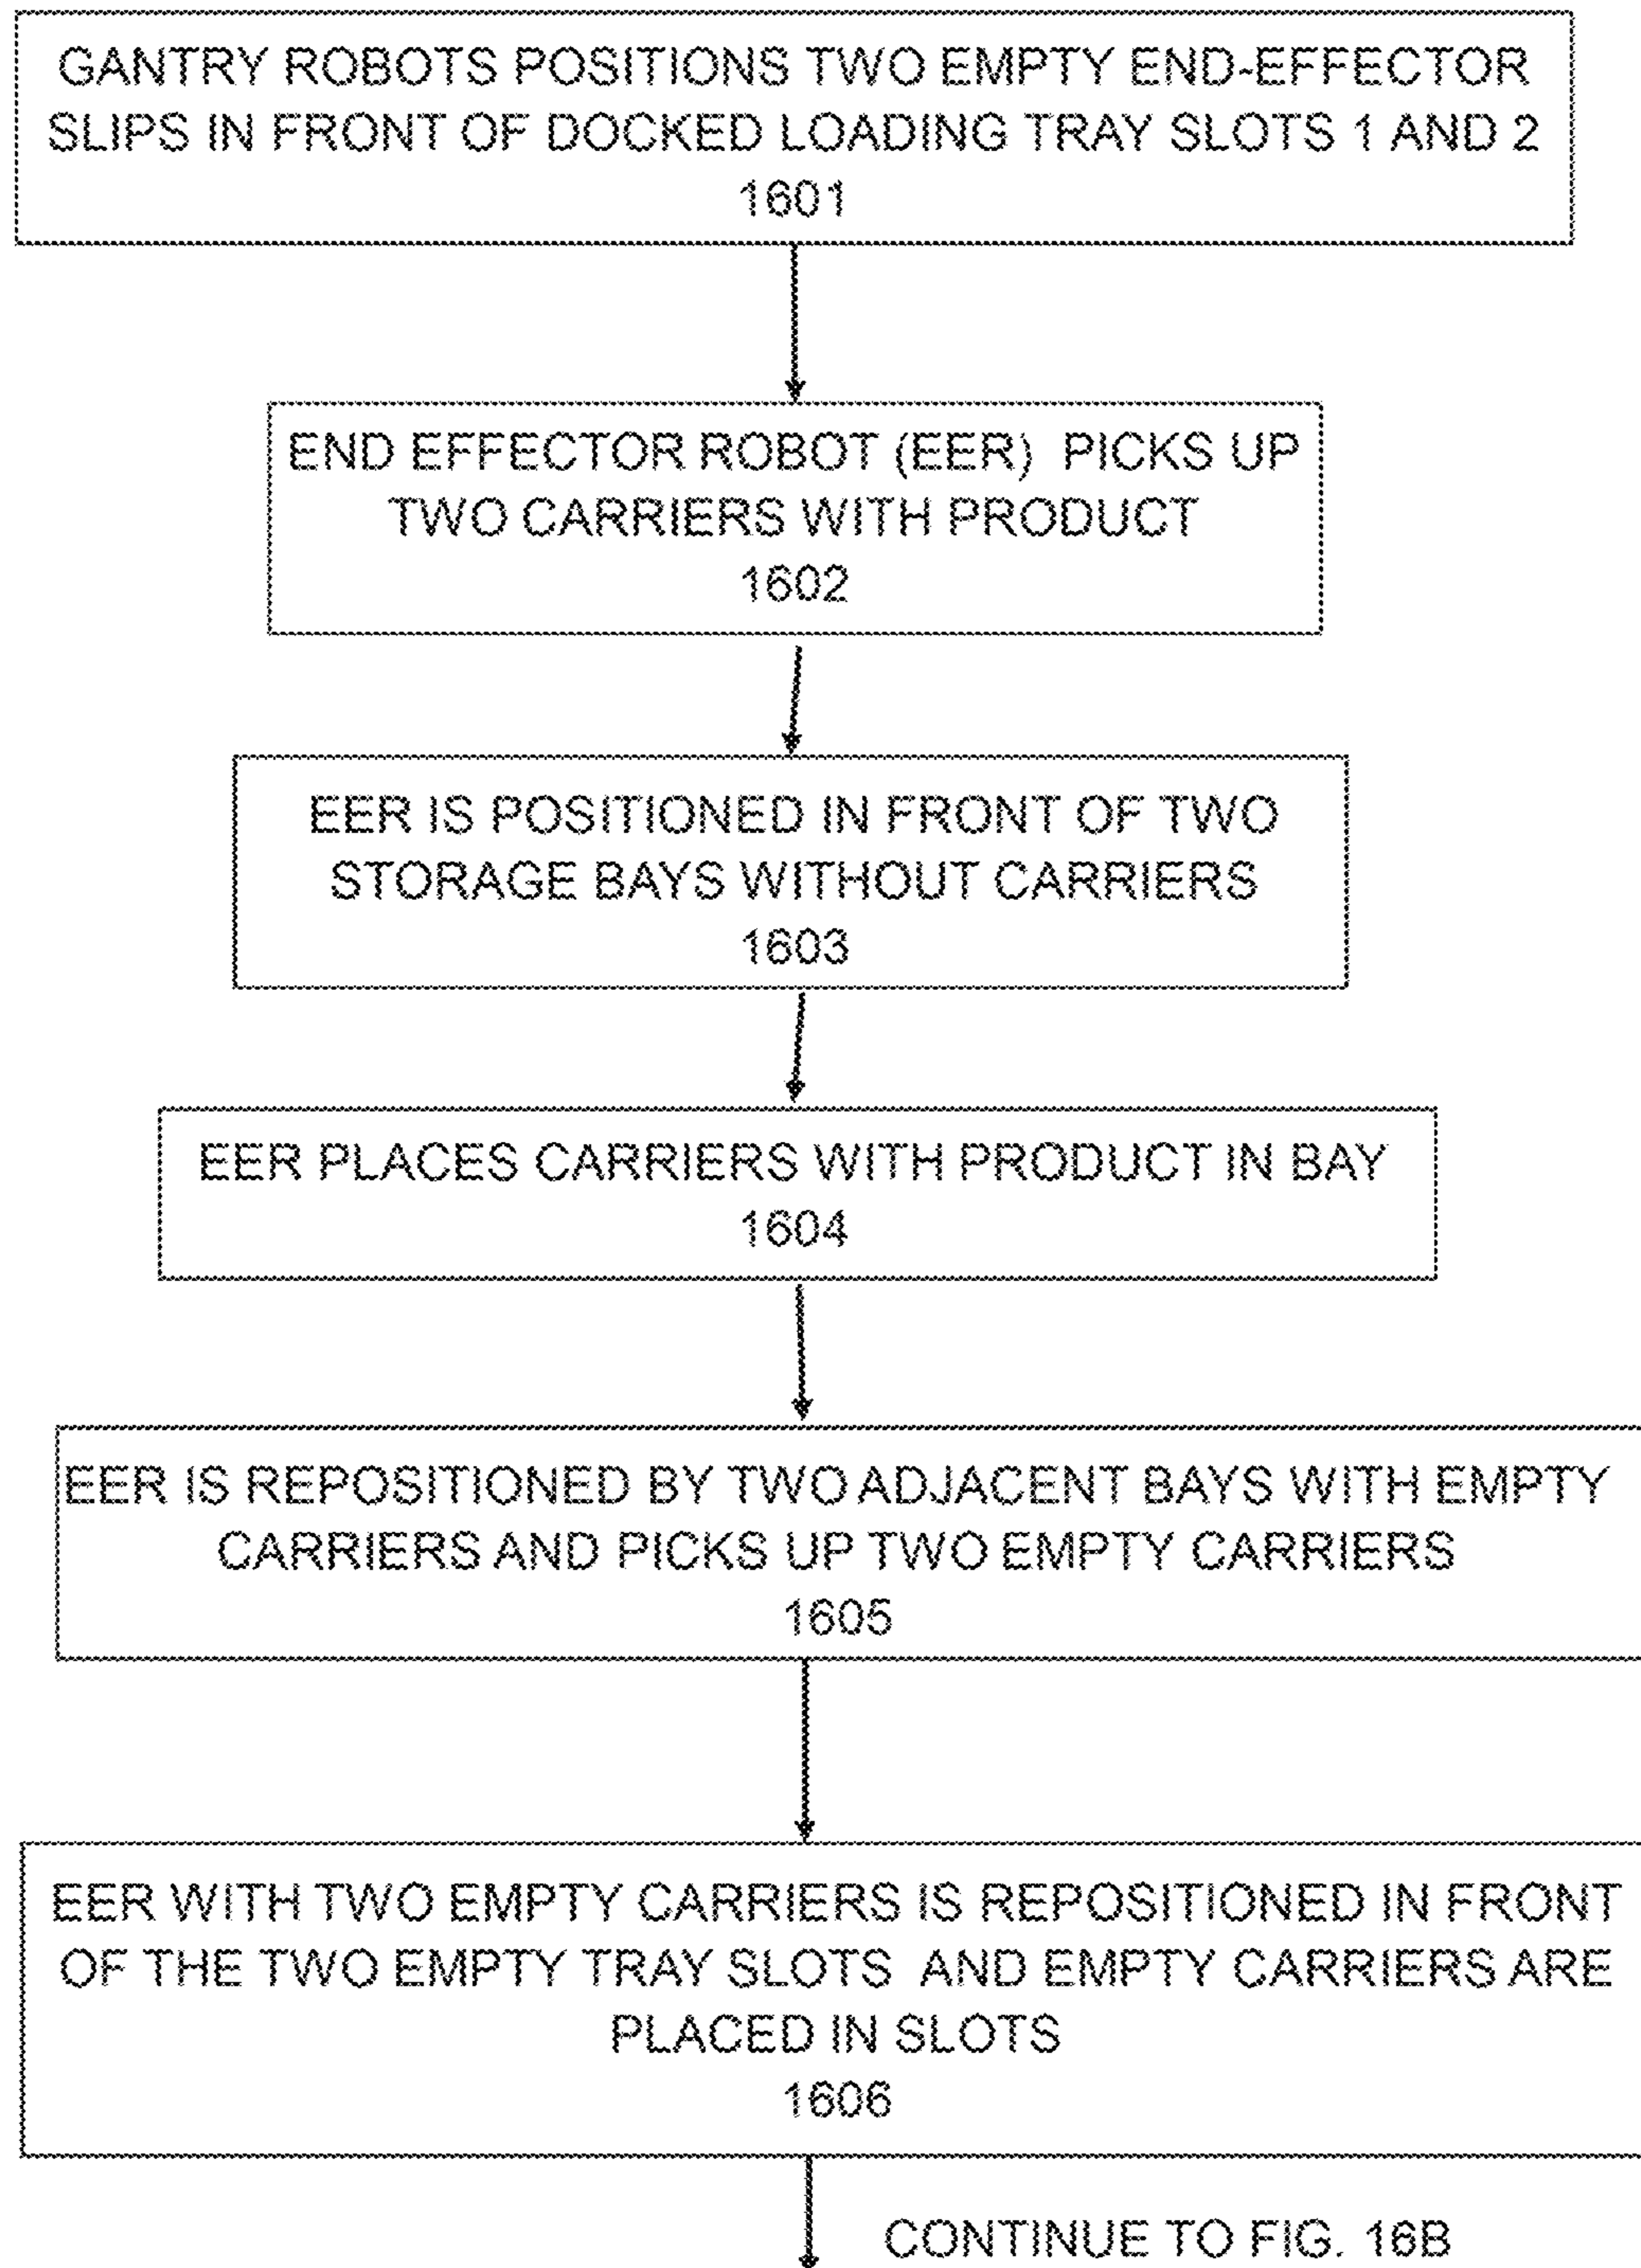 GANTRY ROBOTS POSITIONS TWO EMPTY END-EFFECTOR
SLIPS IN FRONT OF DOCKED LOADING TRAY SLOTS 1 AND 2
1601
END EFFECTOR ROBOT (EER) PICKS UP
TWO CARRIERS WITH PRODUCT
1602
EER IS POSITIONED IN FRONT OF TWO
STORAGE BAYS WITHOUT CARRIERS
1603
EER PLACES CARRIERS WITH PRODUCT IN BAY
1604
EER IS REPOSITIONED BY TWO ADJACENT BAYS WITH EMPTY
CARRIERS AND PICKS UP TWO EMPTY CARRIERS
1605
EER WITH TWO EMPTY CARRIERS IS REPOSITIONED IN FRONT
OF THE TWO EMPTY TRAY SLOTS AND EMPTY CARRIERS ARE
PLACED IN SLOTS
1606
CONTINUE TO FIG. 16B